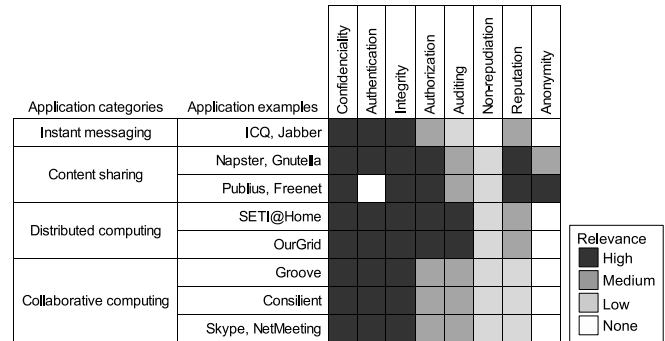 Confidenciality
Authentication
Integrity
Authorization
Auditing
Non-repudiation
Reputation
Anonymity
Application categories Application examples
Instant messaging ICQ, Jabber
Content sharing Napster, Gnutella
Publius, Freenet
Distributed computing SETI@Home
OurGrid
Collaborative computing Groove
Consilient
Skype, NetMeeting
Relevance
High
Medium
Low
None